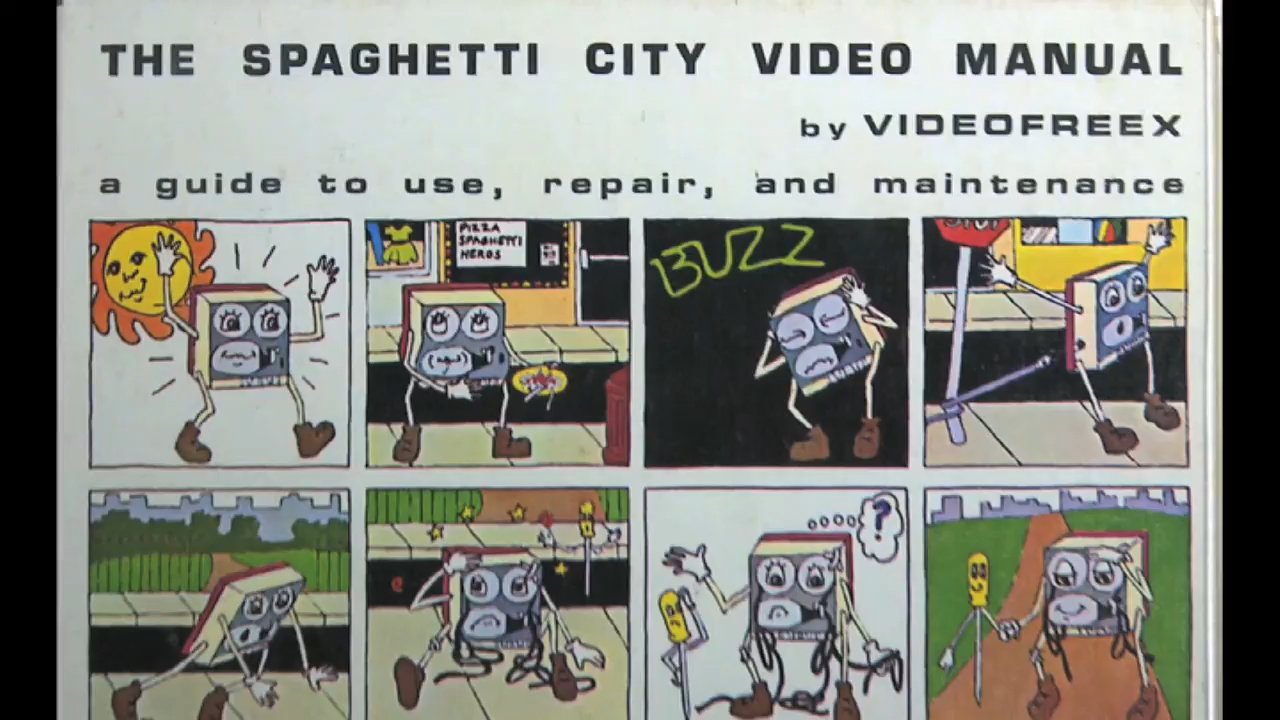 THE SPAGHETTI CITY VIDEO MANUAL
by VIDEOFREEX
a guide to use, repair, and maintenance
PIZZA
SPAGHETTI
HEROS
BUZZ
?